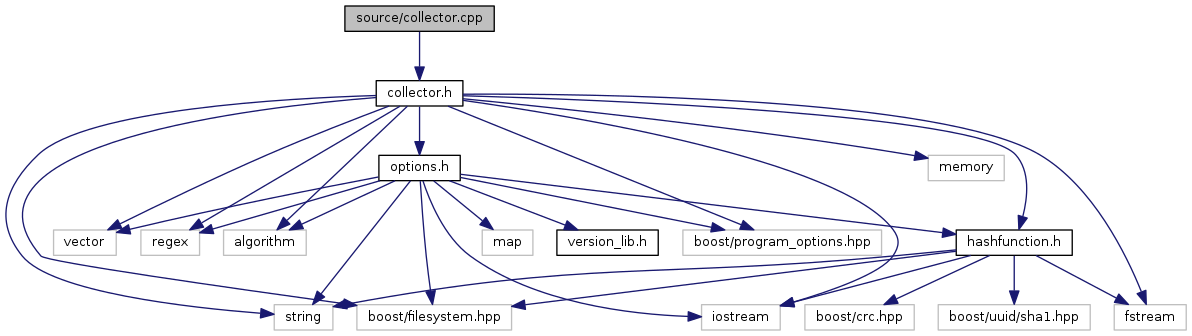 source/collector.cpp
collector.h
options.h
memory
vector
regex
algorithm
map
version_lib.h
boost/program_options.hpp
hashfunction.h
string
boost/filesystem.hpp
iostream
boost/crc.hpp
boost/uuid/sha1.hpp
fstream